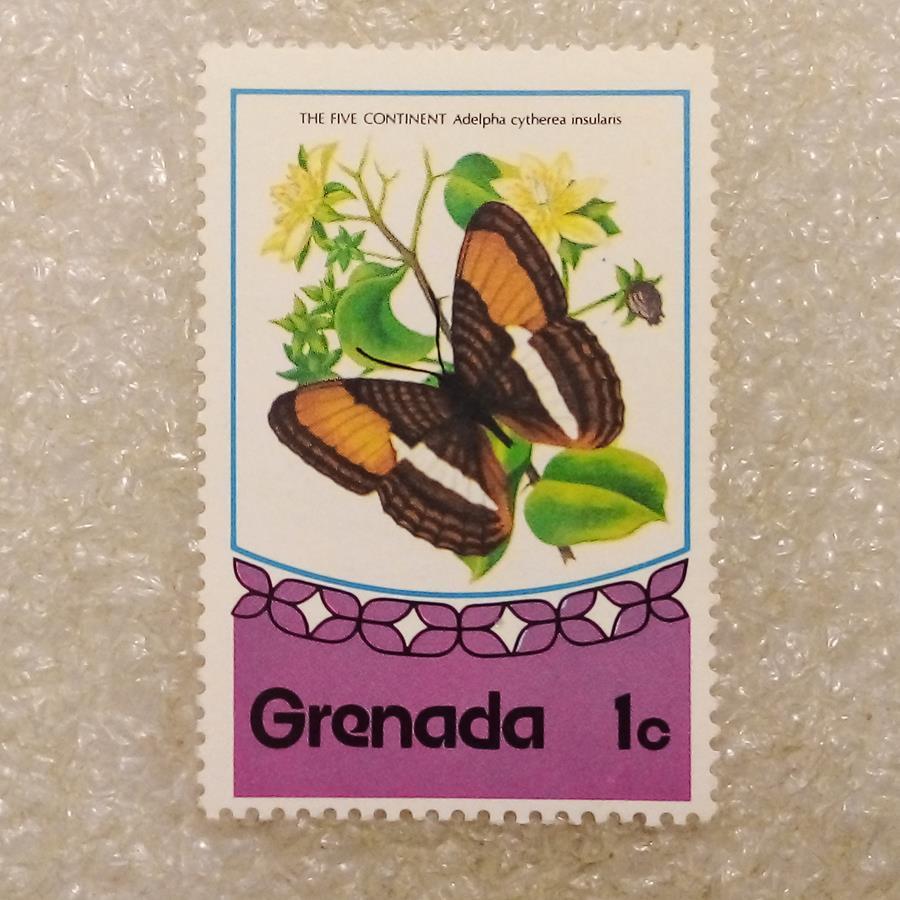 THE FIVE CONTINENT Adelpha cytherea insularis
Grenada 1c